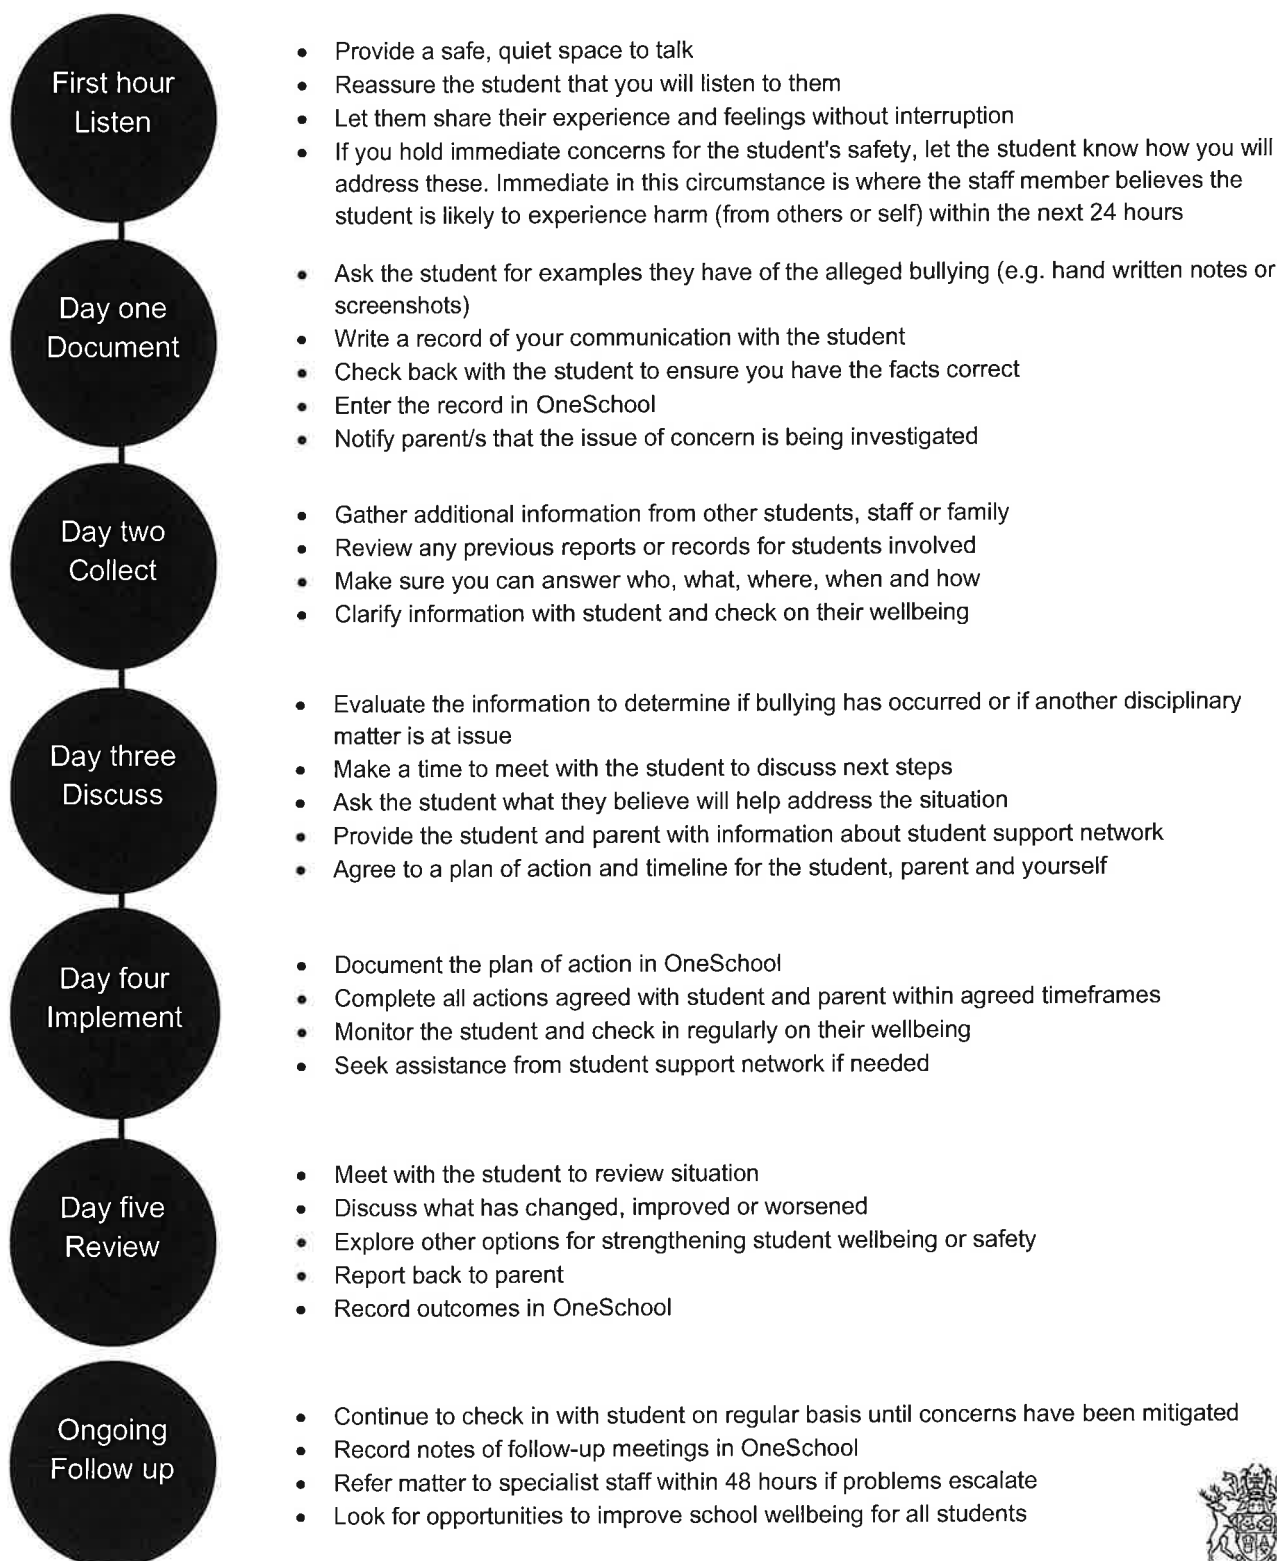 First hour
Listen
• Provide a safe, quiet space to talk
• Reassure the student that you will listen to them
• Let them share their experience and feelings without interruption
• If you hold immediate concerns for the student's safety, let the student know how you will
address these. Immediate in this circumstance is where the staff member believes the
student is likely to experience harm (from others or self) within the next 24 hours
Day one
Document
• Ask the student for examples they have of the alleged bullying (e.g. hand written notes or
screenshots)
• Write a record of your communication with the student
• Check back with the student to ensure you have the facts correct
• Enter the record in OneSchool
• Notify parent/s that the issue of concern is being investigated
Day two
Collect
• Gather additional information from other students, staff or family
• Review any previous reports or records for students involved
• Make sure you can answer who, what, where, when and how
• Clarify information with student and check on their wellbeing
Day three
Discuss
• Evaluate the information to determine if bullying has occurred or if another disciplinary
matter is at issue
• Make a time to meet with the student to discuss next steps
• Ask the student what they believe will help address the situation
• Provide the student and parent with information about student support network
• Agree to a plan of action and timeline for the student, parent and yourself
Day four
Implement
• Document the plan of action in OneSchool
• Complete all actions agreed with student and parent within agreed timeframes
• Monitor the student and check in regularly on their wellbeing
• Seek assistance from student support network if needed
Day five
Review
• Meet with the student to review situation
• Discuss what has changed, improved or worsened
• Explore other options for strengthening student wellbeing or safety
• Report back to parent
• Record outcomes in OneSchool
Ongoing
Follow up
• Continue to check in with student on regular basis until concerns have been mitigated
• Record notes of follow-up meetings in OneSchool
• Refer matter to specialist staff within 48 hours if problems escalate
• Look for opportunities to improve school wellbeing for all students